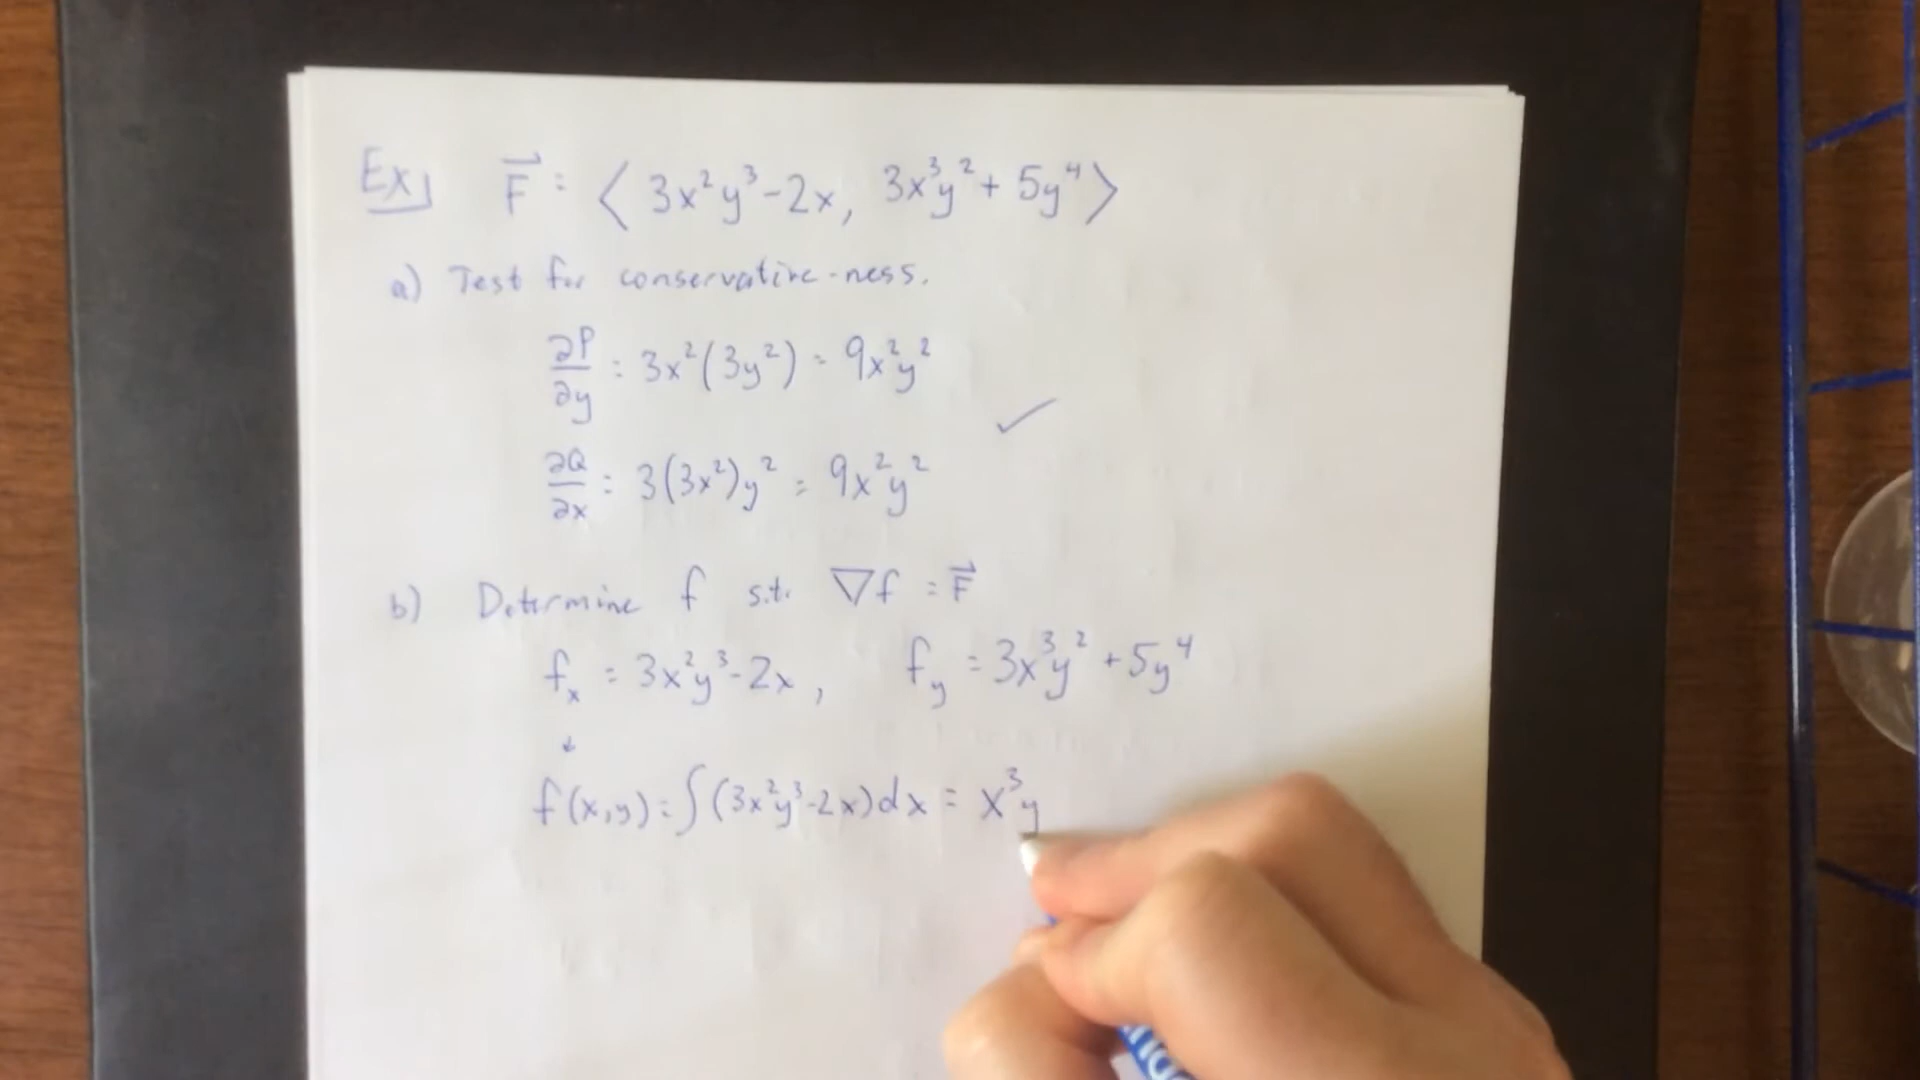 Ex) F⃗ = ⟨ 3x²y³-2x, 3x³y² + 5y⁴ ⟩
a) Test for conservative-ness.
∂P/∂y = 3x²(3y²) = 9x²y²
✓
∂Q/∂x = 3(3x²)y² = 9x²y²
b) Determine f s.t. ∇f = F⃗
fₓ = 3x²y³-2x, f_y = 3x³y² + 5y⁴
↓
f(x,y) = ∫(3x²y³-2x)dx = x³y